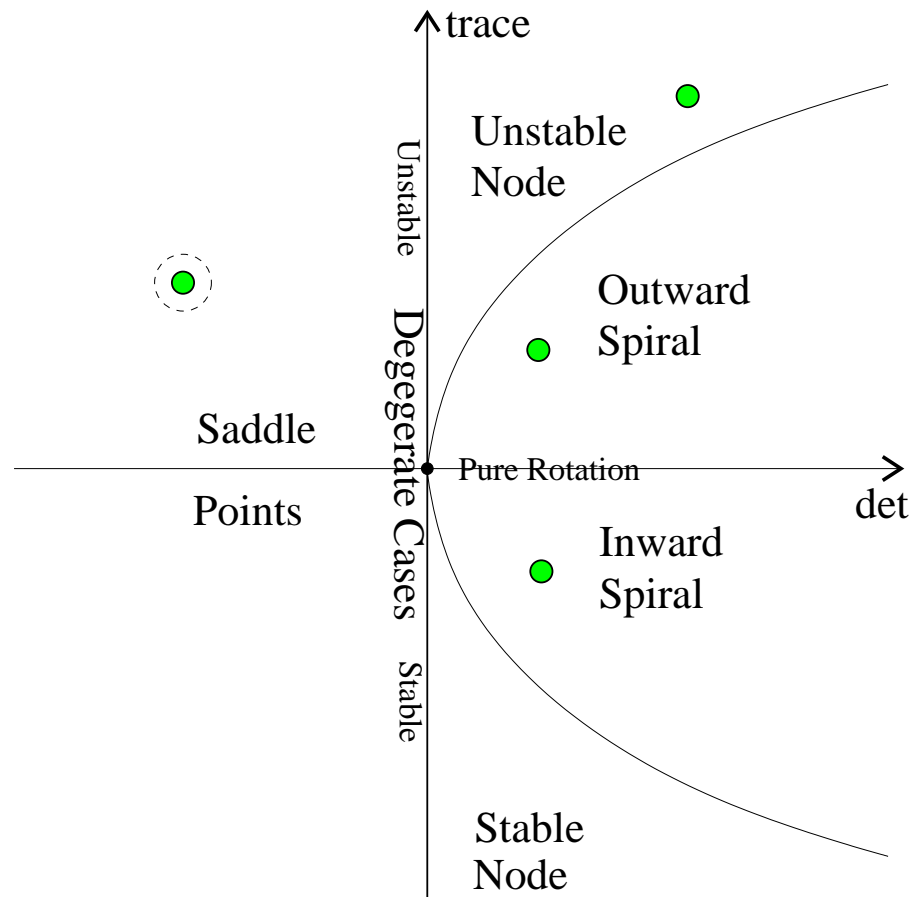 trace
Unstable
Node
Unstable
Outward
Spiral
Degegerate Cases
Saddle
Pure Rotation
det
Points
Inward
Spiral
Stable
Stable
Node